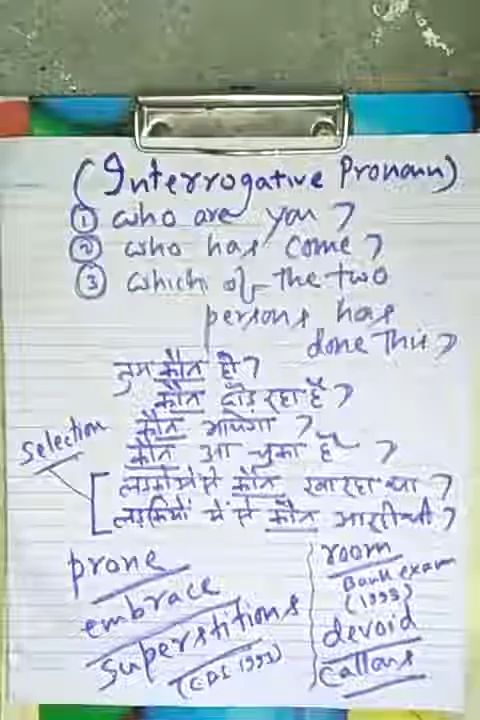 (Interrogative Pronoun)
① who are you ?
② who has come ?
③ which of the two
persons has
done this ?
तुम कौन हो ?
कौन दौड़ रहा है ?
कौन आयेगा ?
कौन आ चुका है ?
Selection
लड़कों में से कौन खा रहा था ?
लड़कियों में से कौन आती थी ?
prone
embrace
Superstitions
(CDS 1993)
room
Bank exam
(1993)
devoid
callous